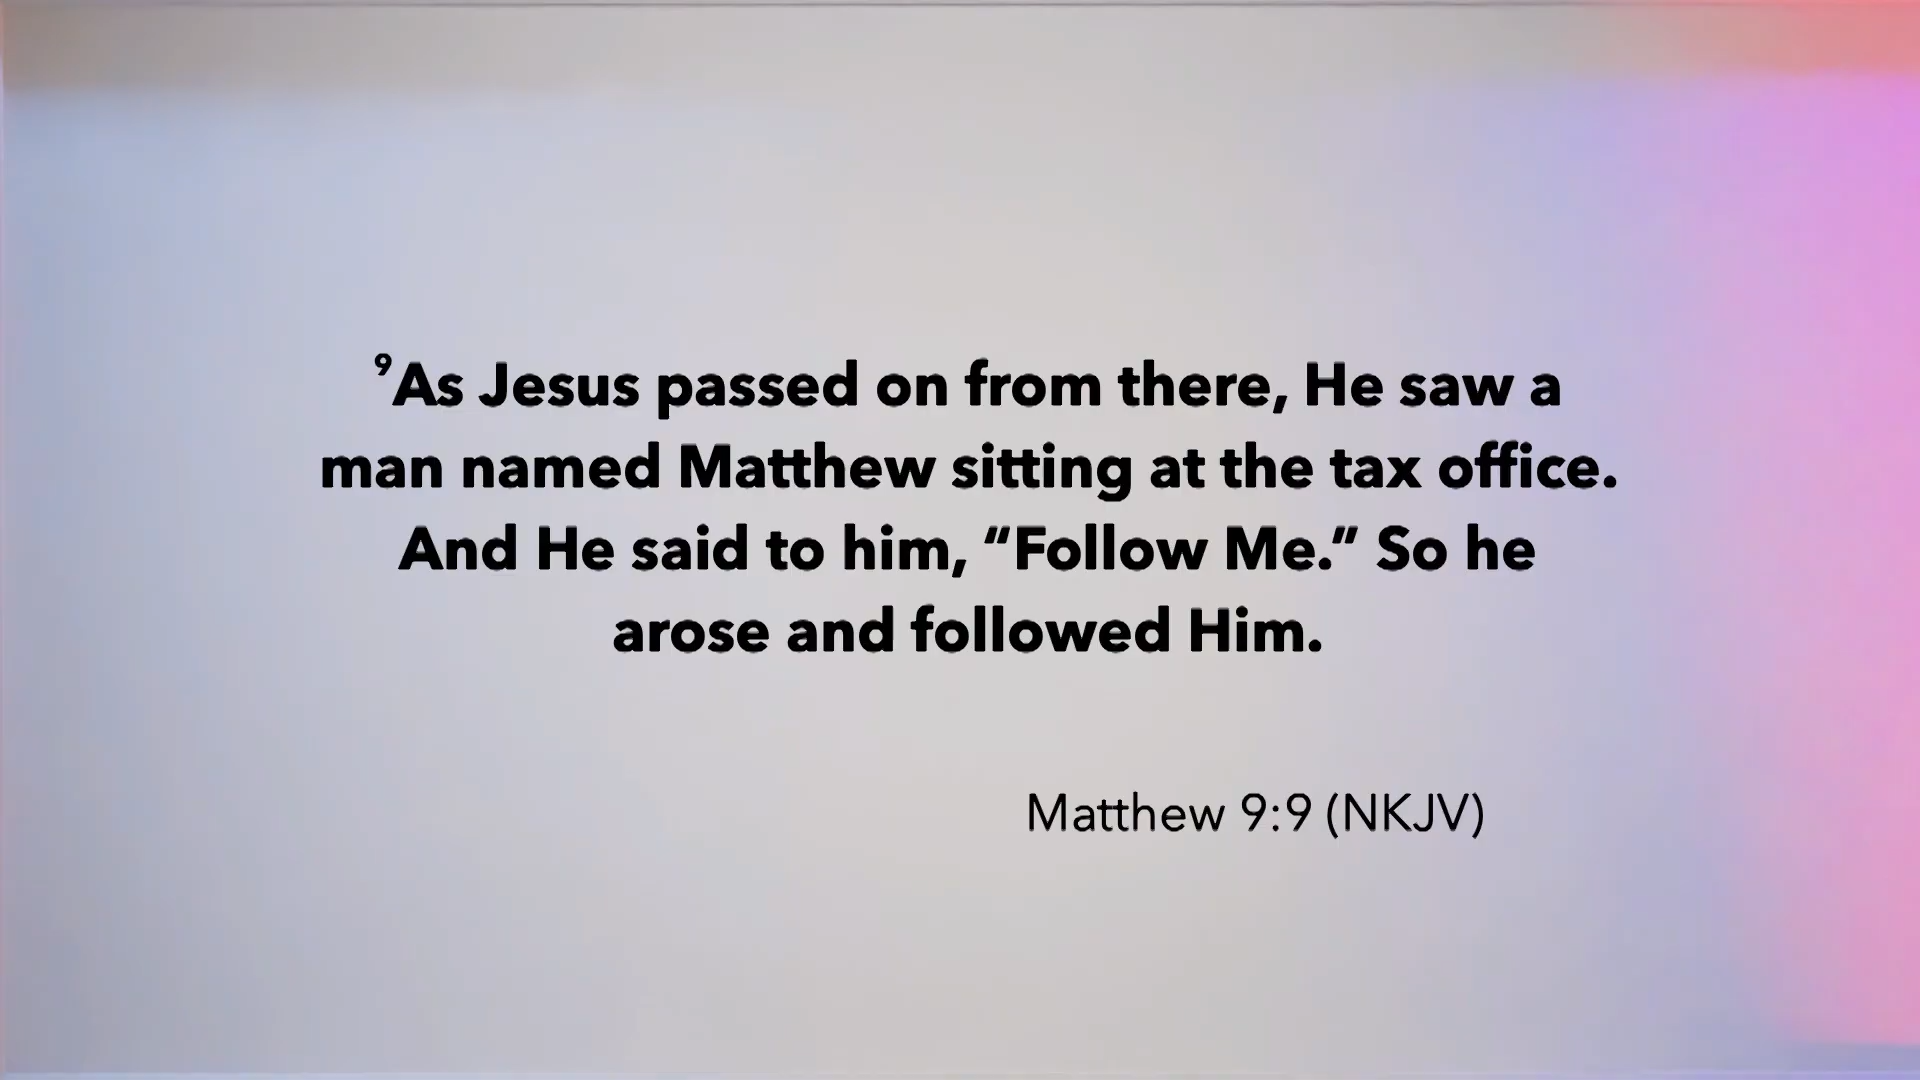 ⁹As Jesus passed on from there, He saw a
man named Matthew sitting at the tax office.
And He said to him, “Follow Me.” So he
arose and followed Him.
Matthew 9:9 (NKJV)